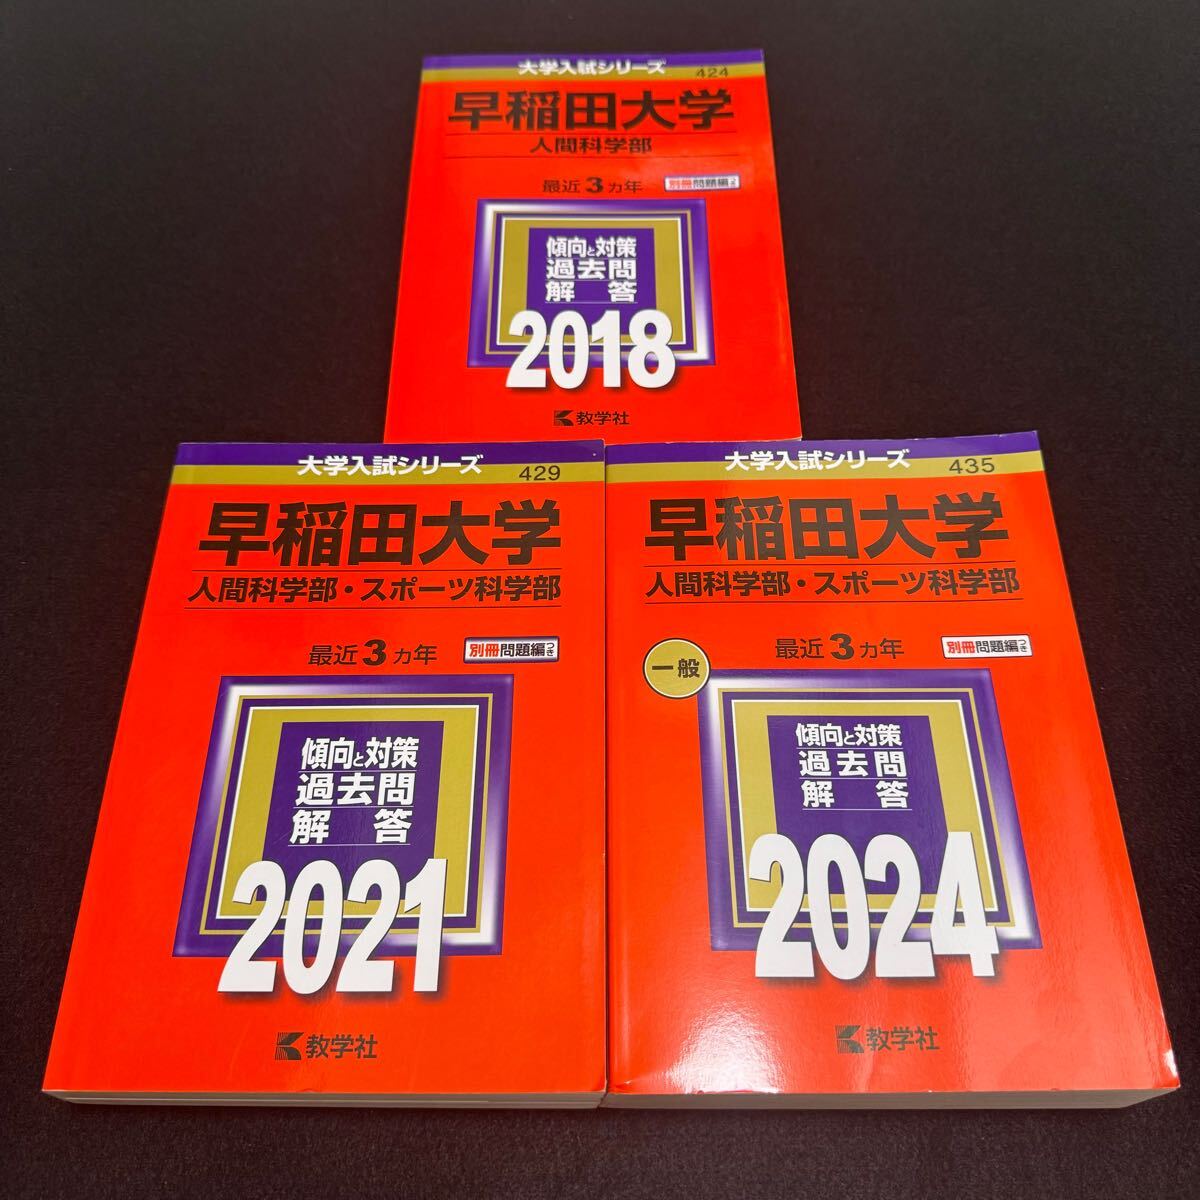 大学入試シリーズ
424
早稲田大学
人間科学部
最近3カ年
別冊問題編つき
傾向と対策
過去問
解答
2018
教学社
大学入試シリーズ
429
早稲田大学
人間科学部・スポーツ科学部
最近3カ年
別冊問題編つき
傾向と対策
過去問
解答
2021
教学社
大学入試シリーズ
435
早稲田大学
人間科学部・スポーツ科学部
一般
最近3カ年
別冊問題編つき
傾向と対策
過去問
解答
2024
教学社